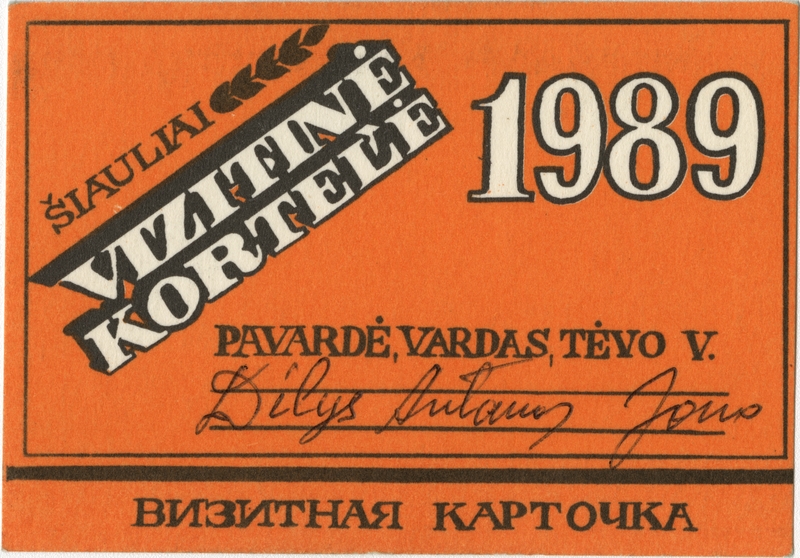 ŠIAULIAI
VIZITINĖ
KORTELĖ
1989
PAVARDĖ, VARDAS, TĖVO V.
Dilys Antanas Jono
ВИЗИТНАЯ КАРТОЧКА